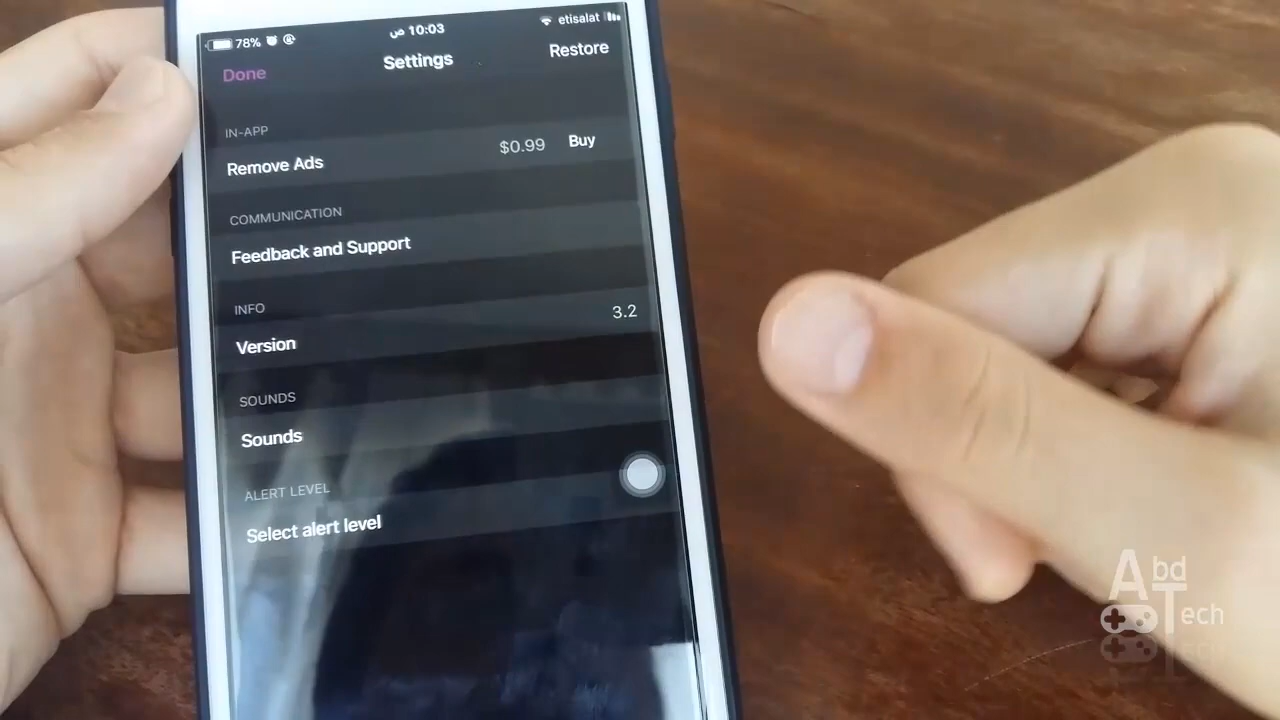 78% 10:03 ص etisalat
Done Settings Restore
IN-APP
Remove Ads $0.99 Buy
COMMUNICATION
Feedback and Support
INFO
Version 3.2
SOUNDS
Sounds
ALERT LEVEL
Select alert level
Abd
Tech